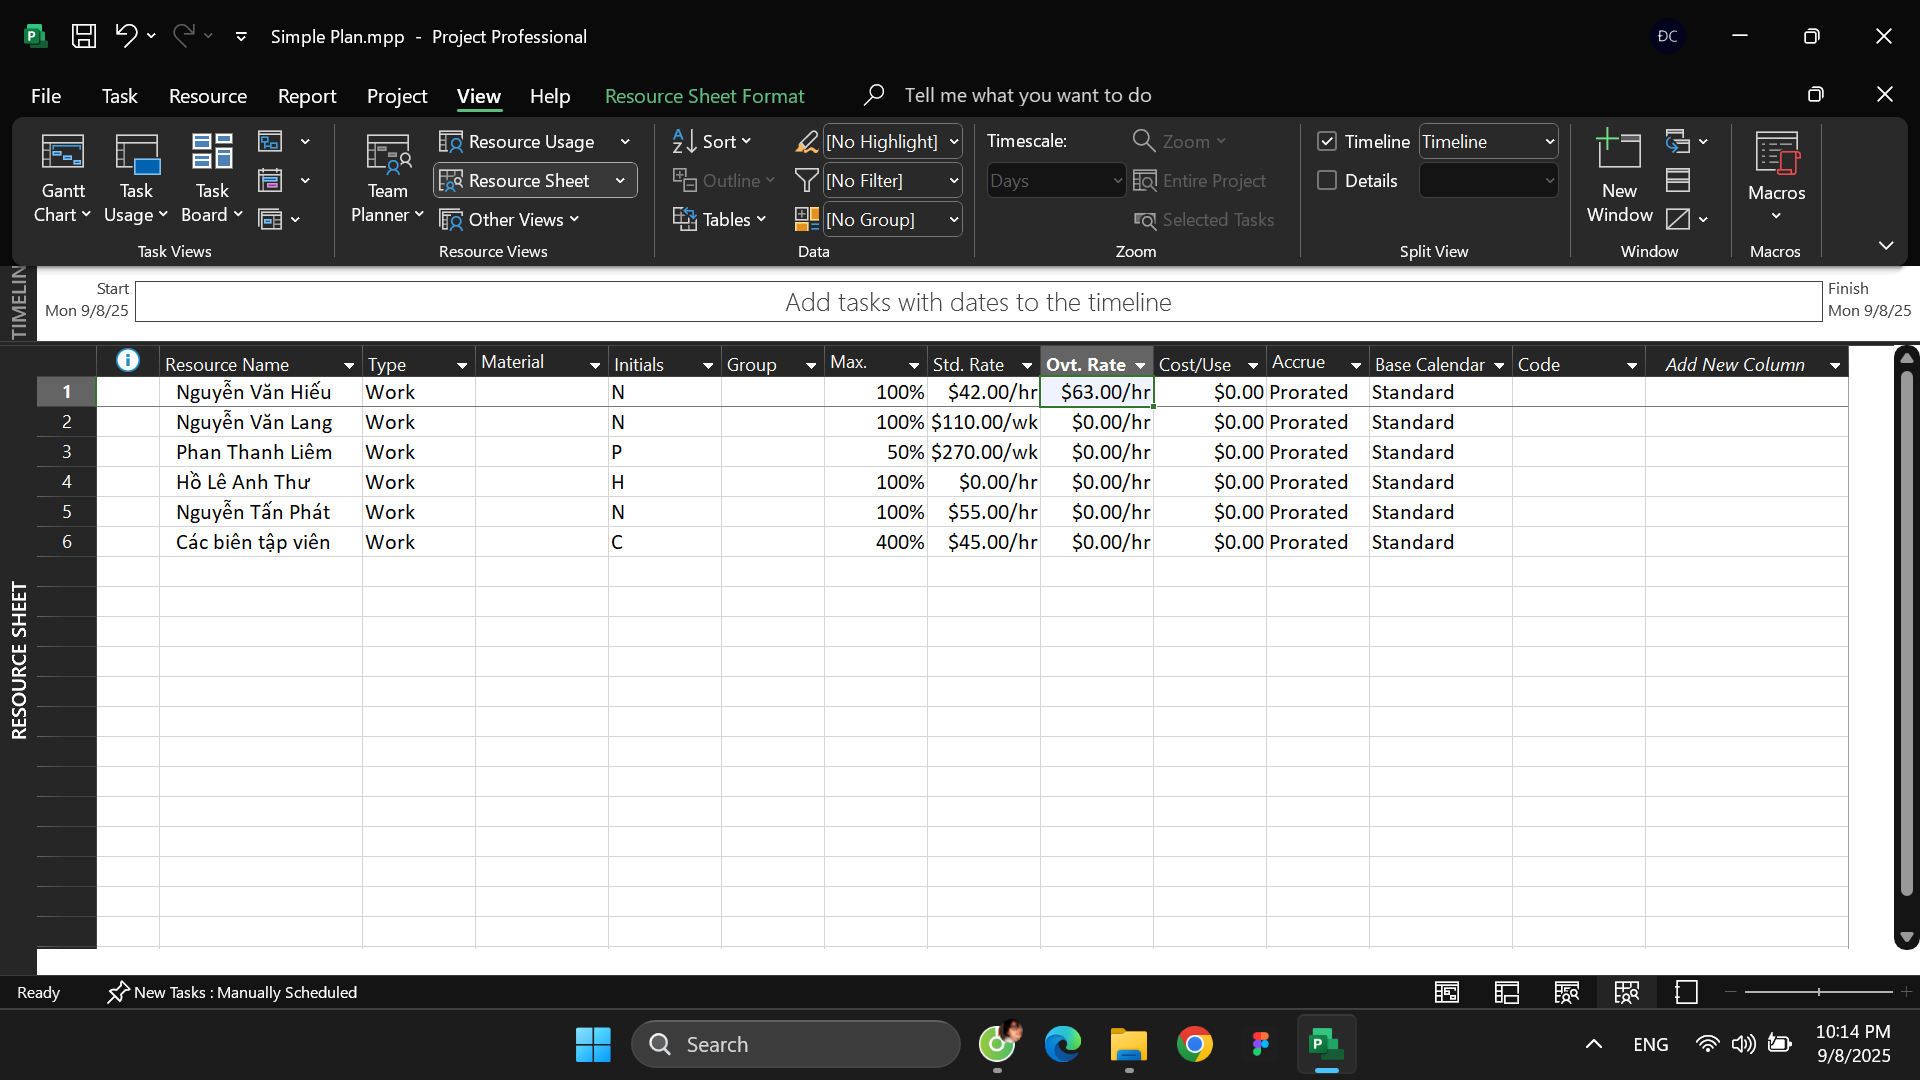 Simple Plan.mpp - Project Professional
ĐC
File Task Resource Report Project View Help Resource Sheet Format Tell me what you want to do
Gantt Chart
Task Usage
Task Board
Task Views
Team Planner
Resource Usage
Resource Sheet
Other Views
Resource Views
Sort
Outline
Tables
[No Highlight]
[No Filter]
[No Group]
Data
Timescale:
Days
Zoom
Entire Project
Selected Tasks
Zoom
Timeline Timeline
Details
Split View
New Window
Window
Macros
Macros
TIMELIN
Start
Mon 9/8/25
Add tasks with dates to the timeline
Finish
Mon 9/8/25
RESOURCE SHEET
Resource Name Type Material Initials Group Max. Std. Rate Ovt. Rate Cost/Use Accrue Base Calendar Code Add New Column
1 Nguyễn Văn Hiếu Work N 100% $42.00/hr $63.00/hr $0.00 Prorated Standard
2 Nguyễn Văn Lang Work N 100% $110.00/wk $0.00/hr $0.00 Prorated Standard
3 Phan Thanh Liêm Work P 50% $270.00/wk $0.00/hr $0.00 Prorated Standard
4 Hồ Lê Anh Thư Work H 100% $0.00/hr $0.00/hr $0.00 Prorated Standard
5 Nguyễn Tấn Phát Work N 100% $55.00/hr $0.00/hr $0.00 Prorated Standard
6 Các biên tập viên Work C 400% $45.00/hr $0.00/hr $0.00 Prorated Standard
Ready New Tasks : Manually Scheduled
Search
ENG
10:14 PM
9/8/2025